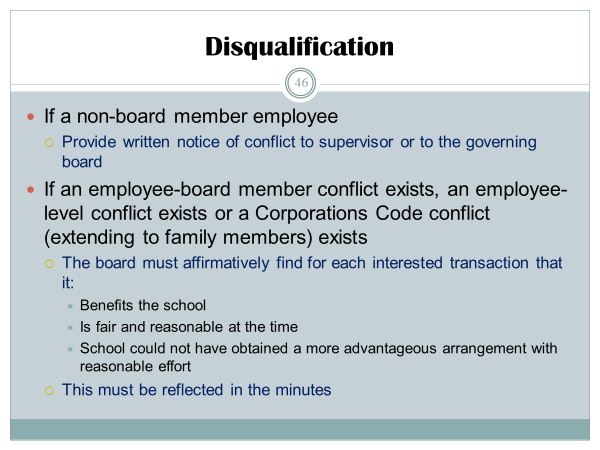 Disqualification
46
If a non-board member employee
Provide written notice of conflict to supervisor or to the governing
board
If an employee-board member conflict exists, an employee-
level conflict exists or a Corporations Code conflict
(extending to family members) exists
The board must affirmatively find for each interested transaction that
it:
Benefits the school
Is fair and reasonable at the time
School could not have obtained a more advantageous arrangement with
reasonable effort
This must be reflected in the minutes